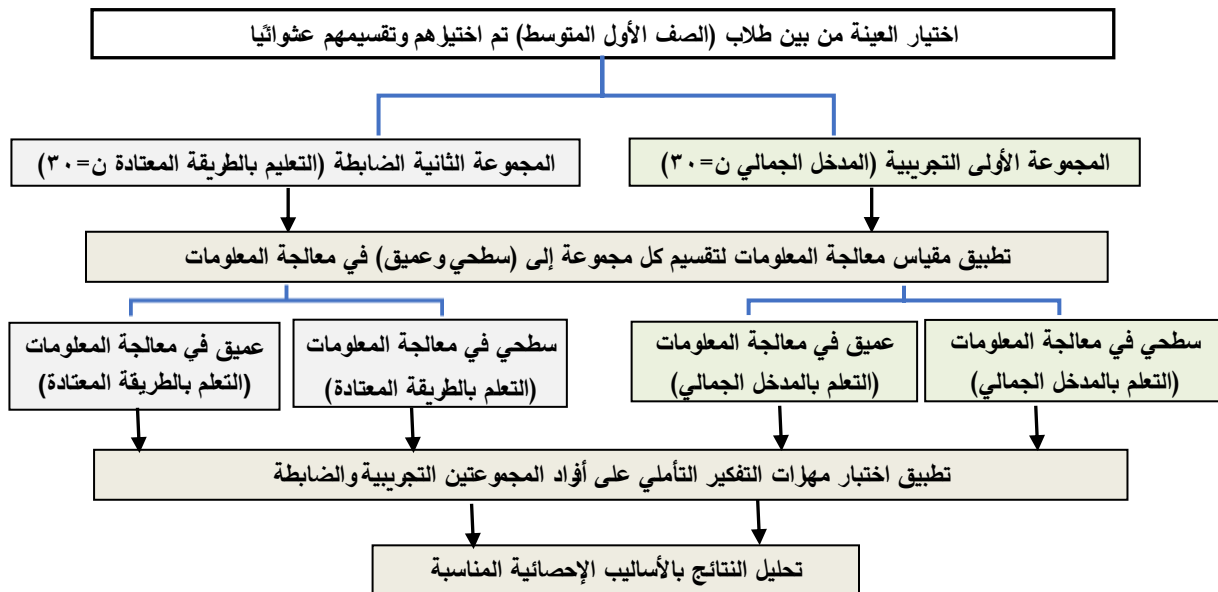 اختيار العينة من بين طلاب (الصف الأول المتوسط) تم اختيلرهم وتقسيمهم عشوائيًا
المجموعة الأولى التجريبية (المدخل الجمالي ن=٣٠)
المجموعة الثانية الضابطة (التعليم بالطريقة المعتادة ن=٣٠)
تطبيق مقياس معالجة المعلومات لتقسيم كل مجموعة إلى (سطحي وعميق) في معالجة المعلومات
سطحي في معالجة المعلومات
(التعلم بالمدخل الجمالي)
عميق في معالجة المعلومات
(التعلم بالمدخل الجمالي)
سطحي في معالجة المعلومات
(التعلم بالطريقة المعتادة)
عميق في معالجة المعلومات
(التعلم بالطريقة المعتادة)
تطبيق اختبار مهارات التفكير التأملي على أفراد المجموعتين التجريبية والضابطة
تحليل النتائج بالأساليب الإحصائية المناسبة